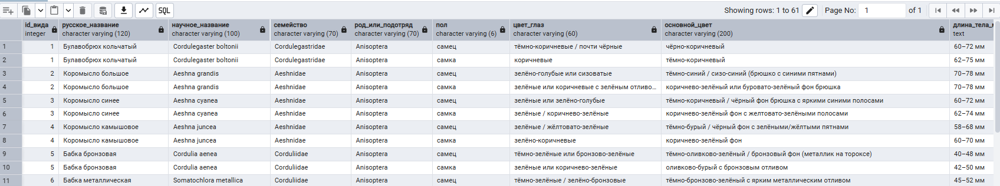 SQL Showing rows: 1 to 61 Page No: 1 of 1
id_вида русское_название научное_название семейство род_или_подотряд пол цвет_глаз основной_цвет длина_тела_
integer character varying (120) character varying (100) character varying (70) character varying (70) character varying (6) character varying (60) character varying (200) text
1 1 Булавобрюх кольчатый Cordulegaster boltonii Cordulegastridae Anisoptera самец тёмно-коричневые / почти чёрные чёрно-коричневый 60–72 мм
2 1 Булавобрюх кольчатый Cordulegaster boltonii Cordulegastridae Anisoptera самка коричневые тёмно-коричневый 62–75 мм
3 2 Коромысло большое Aeshna grandis Aeshnidae Anisoptera самец зелёно-голубые или сизоватые тёмно-синий / сизо-синий (брюшко с синими пятнами) 70–78 мм
4 2 Коромысло большое Aeshna grandis Aeshnidae Anisoptera самка зелёные или коричневые с зелёным отливо... коричнево-зелёный или буровато-зелёный фон брюшка 70–78 мм
5 3 Коромысло синее Aeshna cyanea Aeshnidae Anisoptera самец зелёные или зелёно-голубые тёмно-коричневый / чёрный фон брюшка с яркими синими полосами 60–72 мм
6 3 Коромысло синее Aeshna cyanea Aeshnidae Anisoptera самка зелёные / коричнево-зелёные коричнево-зелёный фон с желтовато-зелёными полосами 62–74 мм
7 4 Коромысло камышовое Aeshna juncea Aeshnidae Anisoptera самец зелёные / жёлтовато-зелёные тёмно-бурый / чёрный фон с зелёными/жёлтыми пятнами 58–68 мм
8 4 Коромысло камышовое Aeshna juncea Aeshnidae Anisoptera самка зелёно-коричневые коричнево-зелёный фон 60–70 мм
9 5 Бабка бронзовая Cordulia aenea Corduliidae Anisoptera самец тёмно-зелёные или бронзово-зелёные тёмно-оливково-зелёный / бронзовый фон (металлик на тороксе) 40–48 мм
10 5 Бабка бронзовая Cordulia aenea Corduliidae Anisoptera самка зелёные или коричнево-зелёные оливково-бурый с бронзовым отливом 42–50 мм
11 6 Бабка металлическая Somatochlora metallica Corduliidae Anisoptera самец тёмно-зелёные / зелёно-бронзовые тёмно-бронзово-зелёный с ярким металлическим отливом 45–52 мм